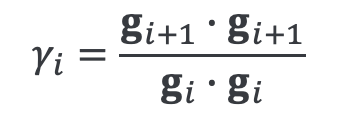 γᵢ = (𝐠ᵢ₊₁ · 𝐠ᵢ₊₁) / (𝐠ᵢ · 𝐠ᵢ)